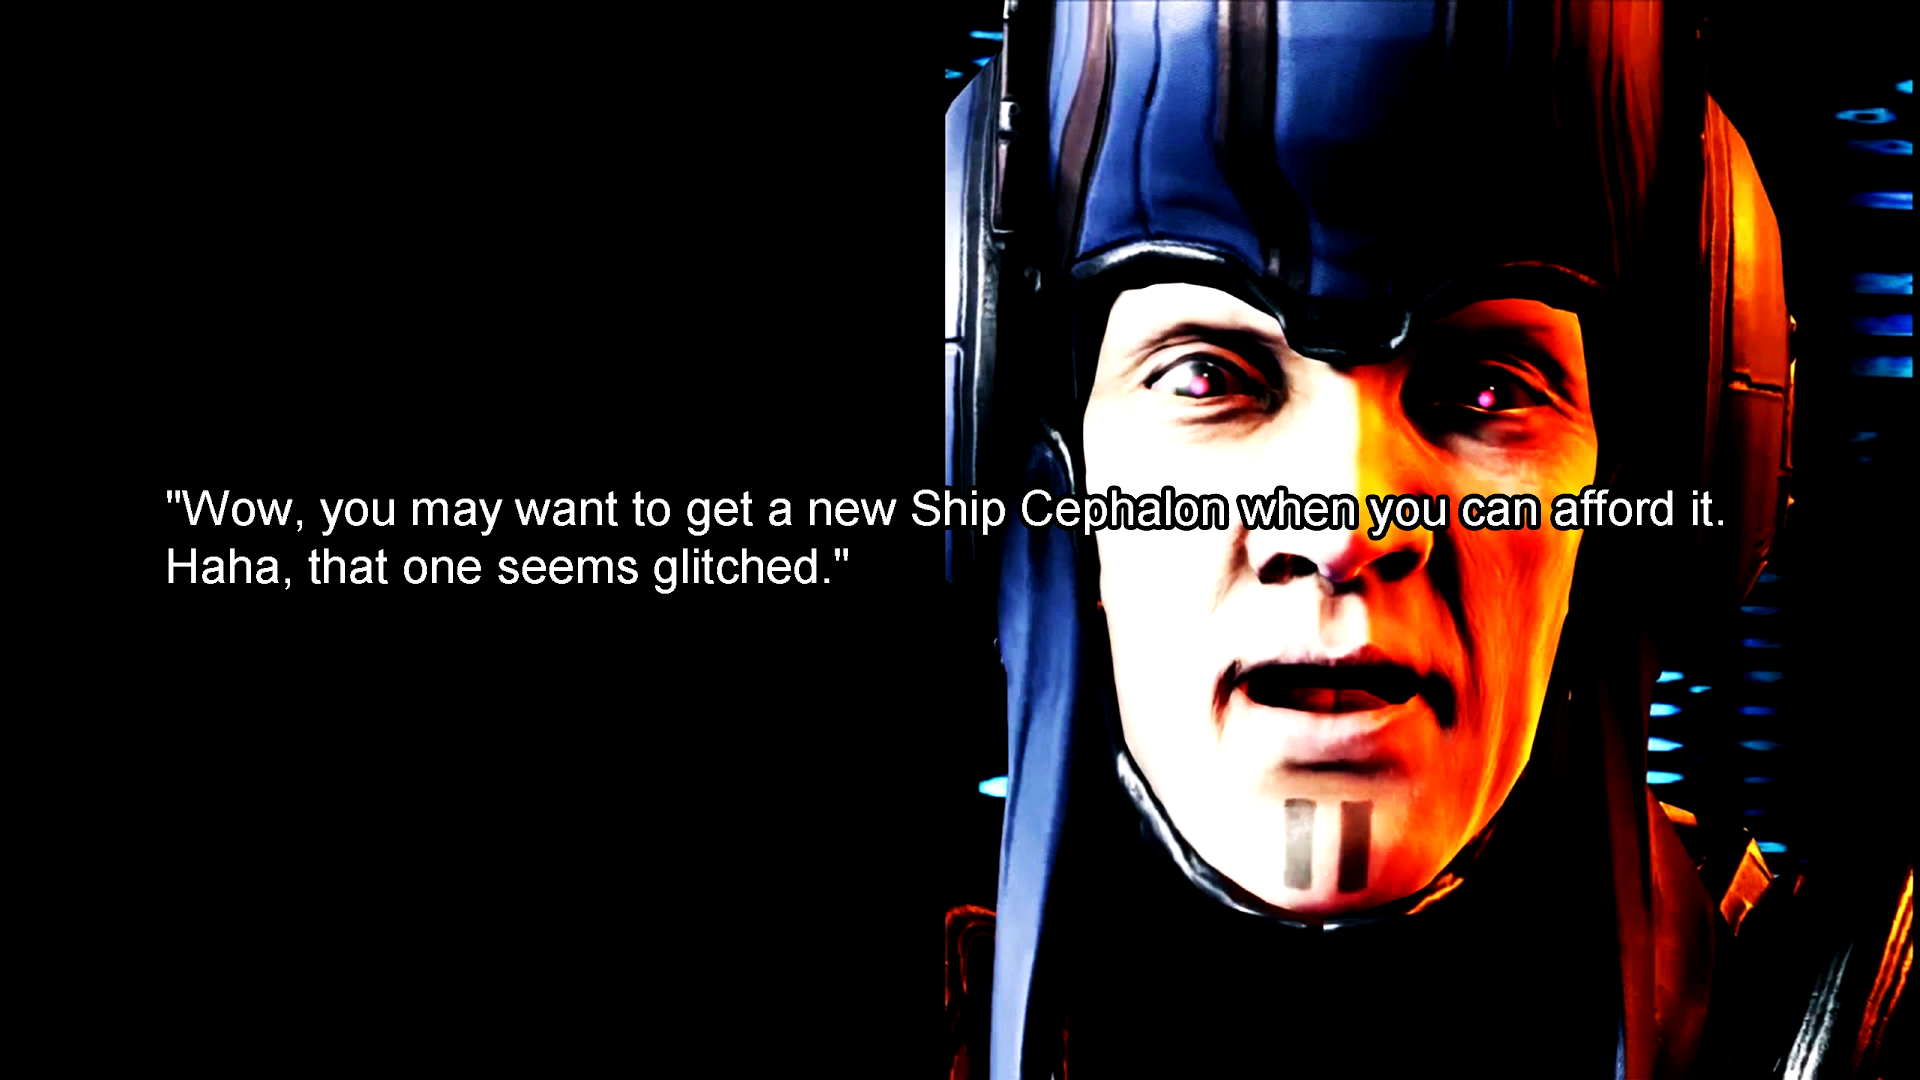 "Wow, you may want to get a new Ship Cephalon when you can afford it.
Haha, that one seems glitched."